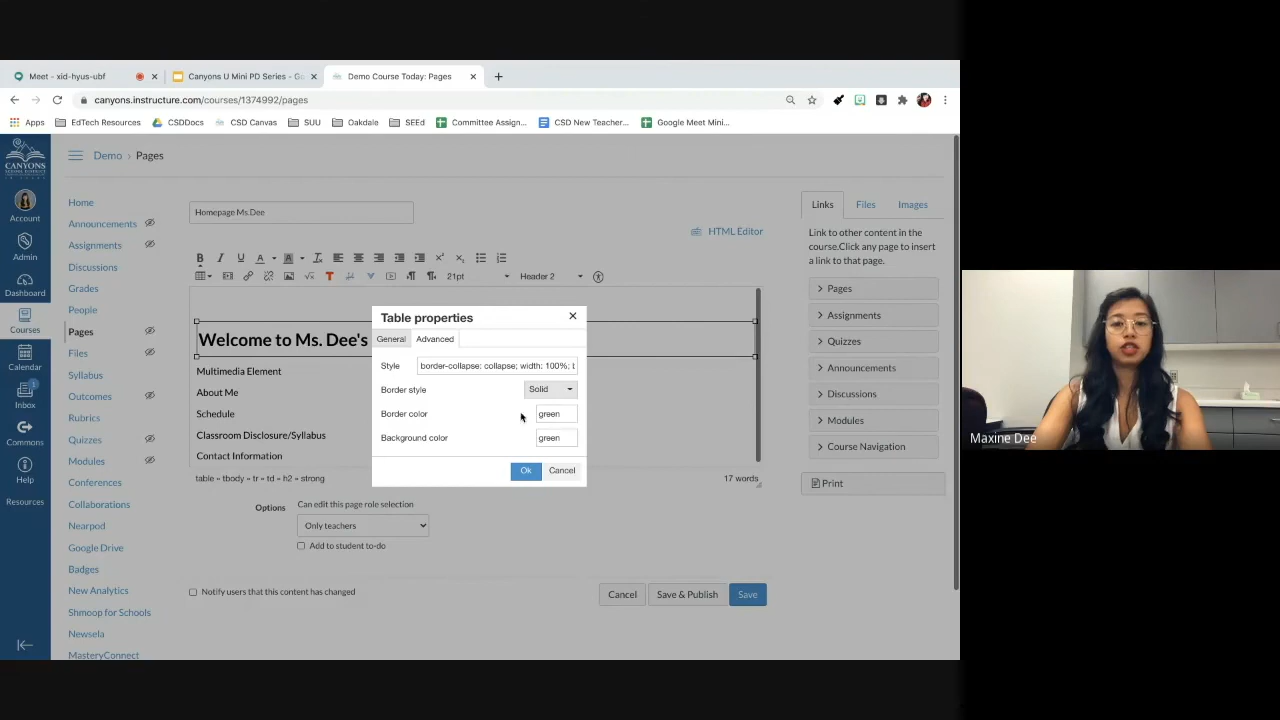 Meet - xid-hyus-ubf
Canyons U Mini PD Series - Go
Demo Course Today: Pages
canyons.instructure.com/courses/1374992/pages
Apps
EdTech Resources
CSDDocs
CSD Canvas
SUU
Oakdale
SEEd
Committee Assign...
CSD New Teacher...
Google Meet Mini...
CANYONS
Account
Admin
Dashboard
Courses
Calendar
1
Inbox
Commons
Help
Resources
Demo › Pages
Home
Announcements
Assignments
Discussions
Grades
People
Pages
Files
Syllabus
Outcomes
Rubrics
Quizzes
Modules
Conferences
Collaborations
Nearpod
Google Drive
Badges
New Analytics
Shmoop for Schools
Newsela
MasteryConnect
Homepage Ms.Dee
HTML Editor
21pt
Header 2
Welcome to Ms. Dee's
Multimedia Element
About Me
Schedule
Classroom Disclosure/Syllabus
Contact Information
table » tbody » tr » td » h2 » strong
17 words
Table properties
General
Advanced
Style
border-collapse: collapse; width: 100%; t
Border style
Solid
Border color
green
Background color
green
Ok
Cancel
Options
Can edit this page role selection
Only teachers
Add to student to-do
Notify users that this content has changed
Cancel
Save & Publish
Save
Links
Files
Images
Link to other content in the
course.Click any page to insert
a link to that page.
Pages
Assignments
Quizzes
Announcements
Discussions
Modules
Course Navigation
Print
Maxine Dee